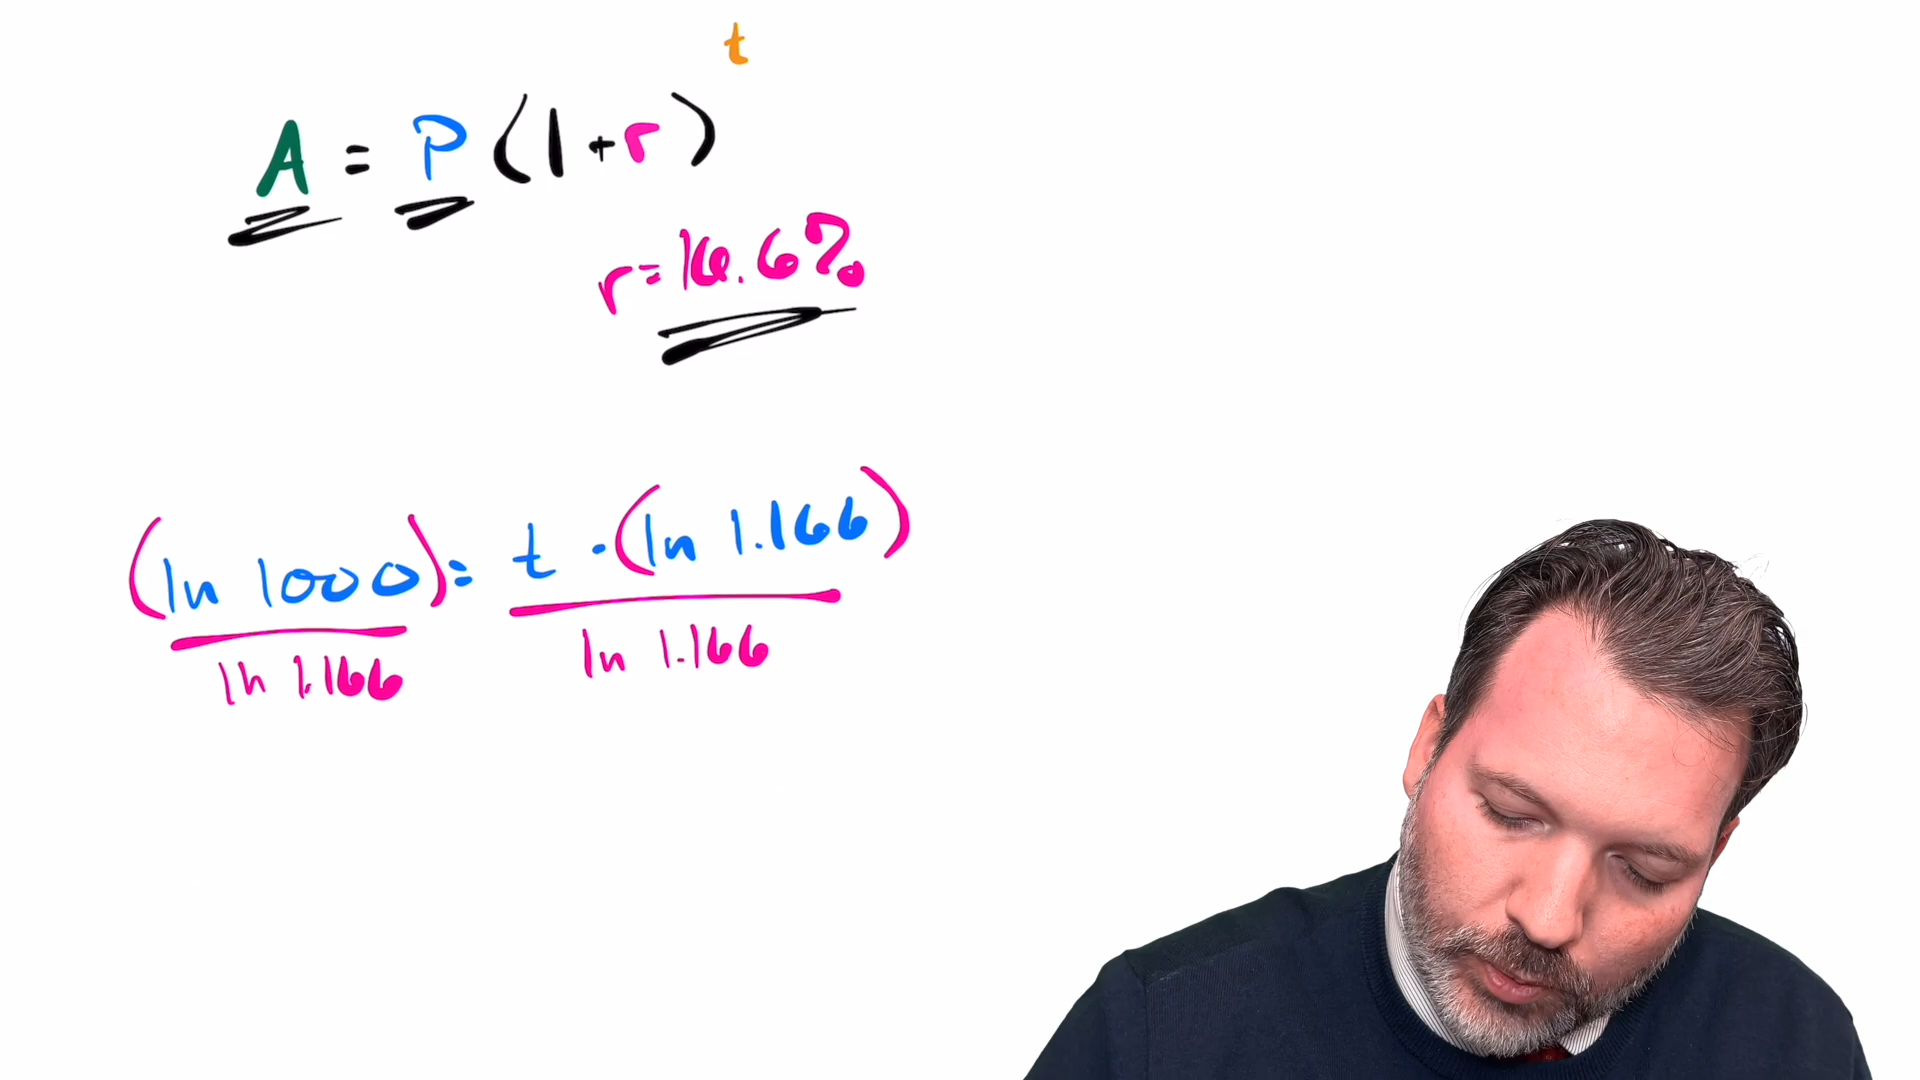 t
A = P (1+r)
r=16.6%
(ln 1000) = t · (ln 1.166)
ln 1.166 ln 1.166